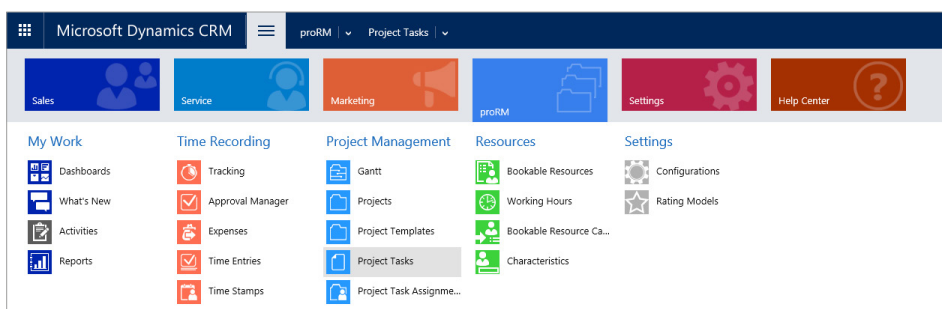 Microsoft Dynamics CRM proRM Project Tasks
Sales Service Marketing proRM Settings Help Center
My Work Time Recording Project Management Resources Settings
Dashboards Tracking Gantt Bookable Resources Configurations
What's New Approval Manager Projects Working Hours Rating Models
Activities Expenses Project Templates Bookable Resource Ca...
Reports Time Entries Project Tasks Characteristics
Time Stamps Project Task Assignme...